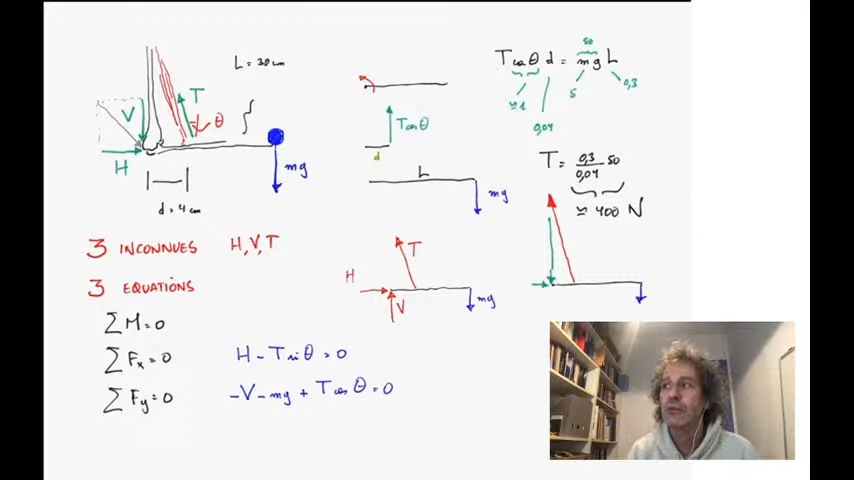 L = 30 cm
T
V
θ
H
mg
d = 4 cm
3 INCONNUES H, V, T
3 EQUATIONS
∑ M = 0
∑ Fx = 0 H - T sin θ = 0
∑ Fy = 0 - V - mg + T cos θ = 0
T cos θ
d
L
mg
T
H
V
mg
50
T cos θ d = mg L
≃ 1
5
0,3
0,04
T = 0,3/0,04 50
≃ 400 N